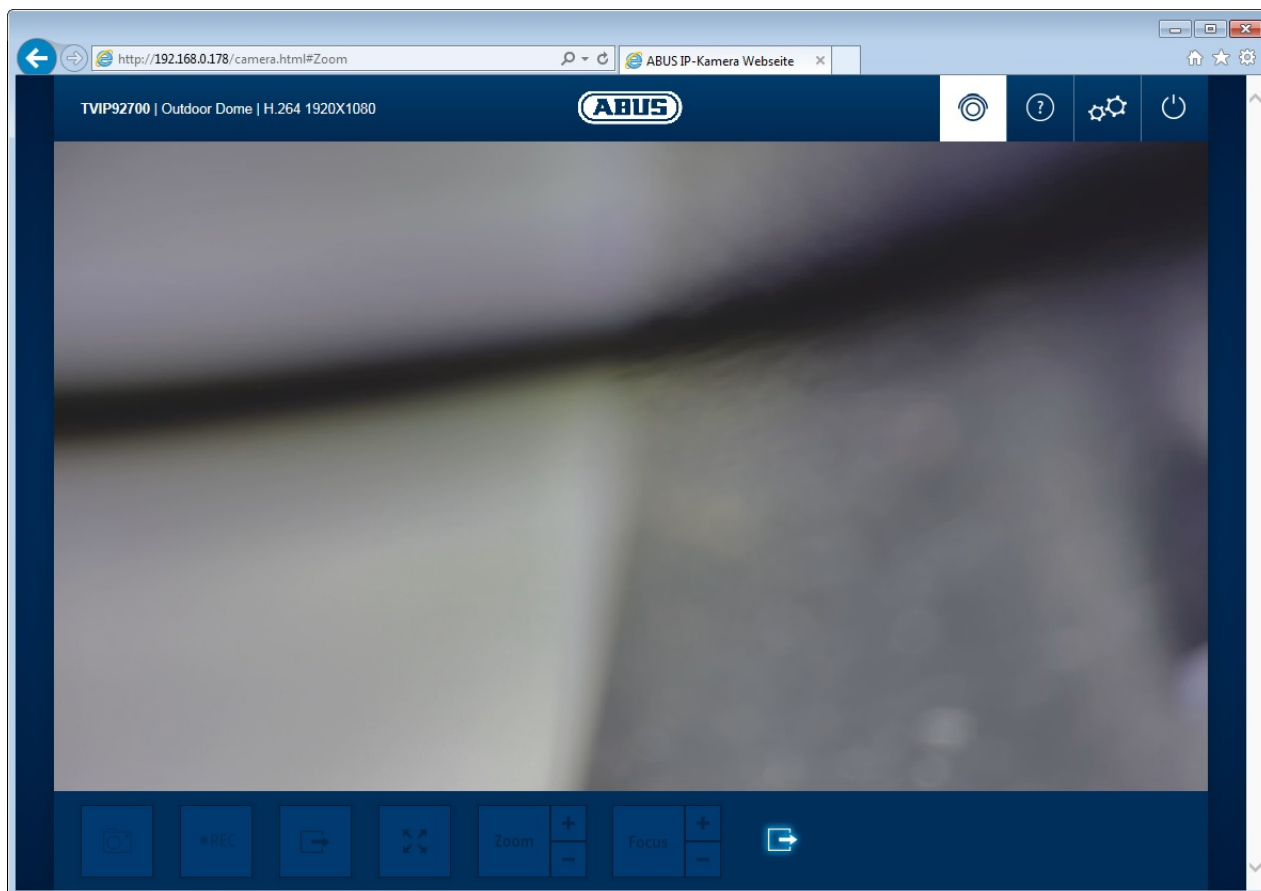 http://192.168.0.178/camera.html#Zoom
ABUS IP-Kamera Webseite
TVIP92700 | Outdoor Dome | H.264 1920X1080
ABUS
?
REC
Zoom
+
-
Focus
+
-